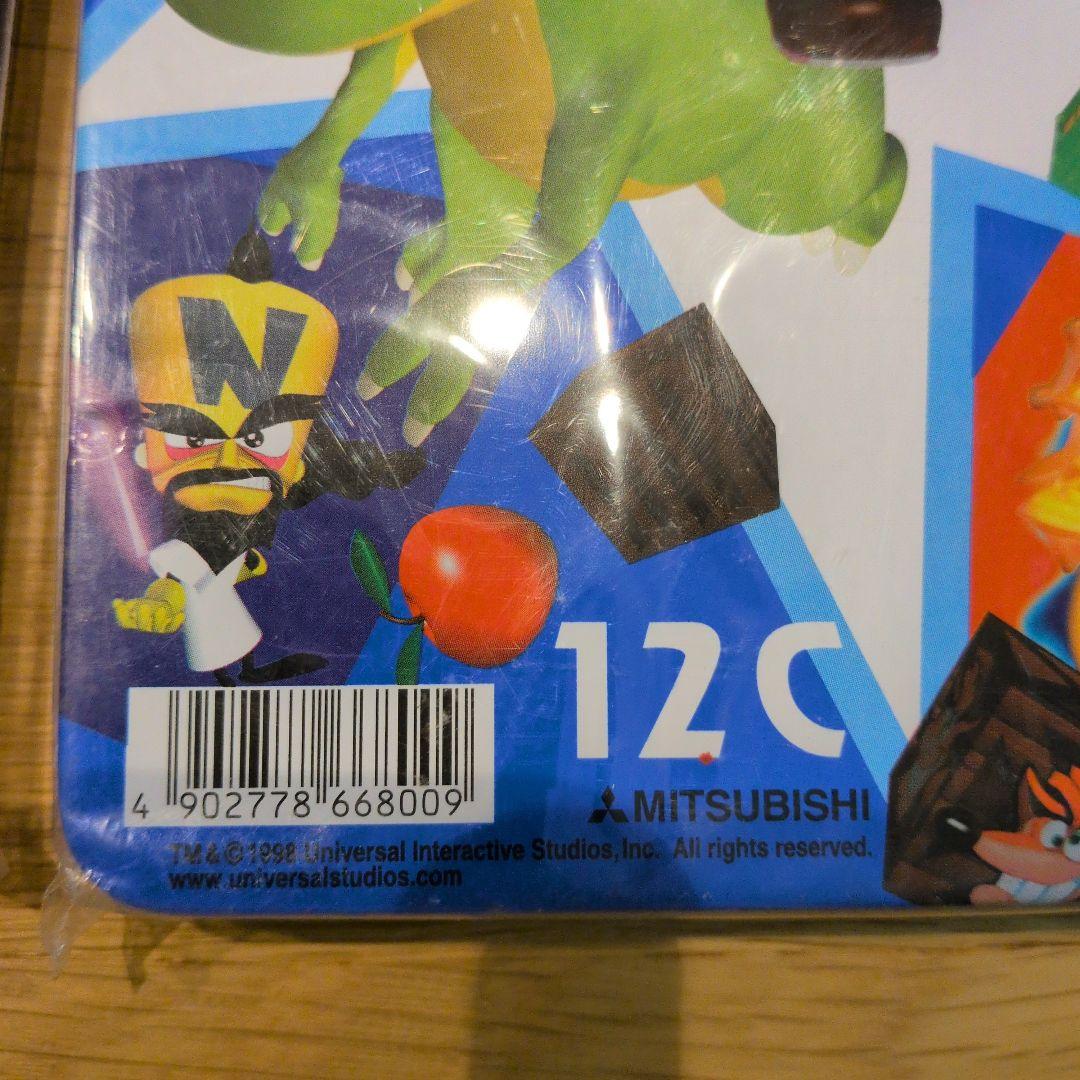 N
12C
4 902778 668009
MITSUBISHI
TM & © 1998 Universal Interactive Studios, Inc. All rights reserved.
www.universalstudios.com